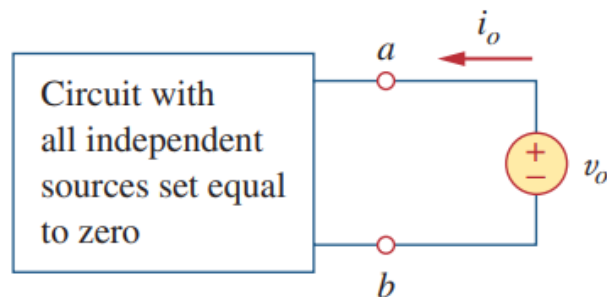 i_o
a
Circuit with
all independent
sources set equal
to zero
+
−
v_o
b